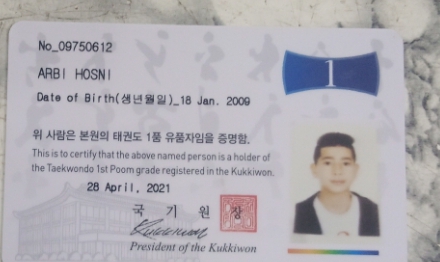 No_09750612
1
ARBI HOSNI
Date of Birth(생년월일)_18 Jan. 2009
위 사람은 본원의 태권도 1품 유품자임을 증명함.
This is to certify that the above named person is a holder of
the Taekwondo 1st Poom grade registered in the Kukkiwon.
28 April, 2021
국 기 원 장
Kukkiwon
President of the Kukkiwon